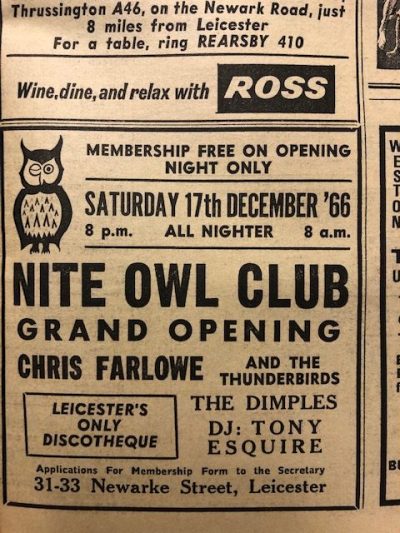 Thrussington A46, on the Newark Road, just
8 miles from Leicester
For a table, ring REARSBY 410
Wine, dine, and relax with ROSS
MEMBERSHIP FREE ON OPENING
NIGHT ONLY
SATURDAY 17th DECEMBER '66
8 p.m. ALL NIGHTER 8 a.m.
NITE OWL CLUB
GRAND OPENING
CHRIS FARLOWE AND THE
THUNDERBIRDS
LEICESTER'S
ONLY
DISCOTHEQUE
THE DIMPLES
DJ: TONY
ESQUIRE
Applications For Membership Form to the Secretary
31-33 Newarke Street, Leicester